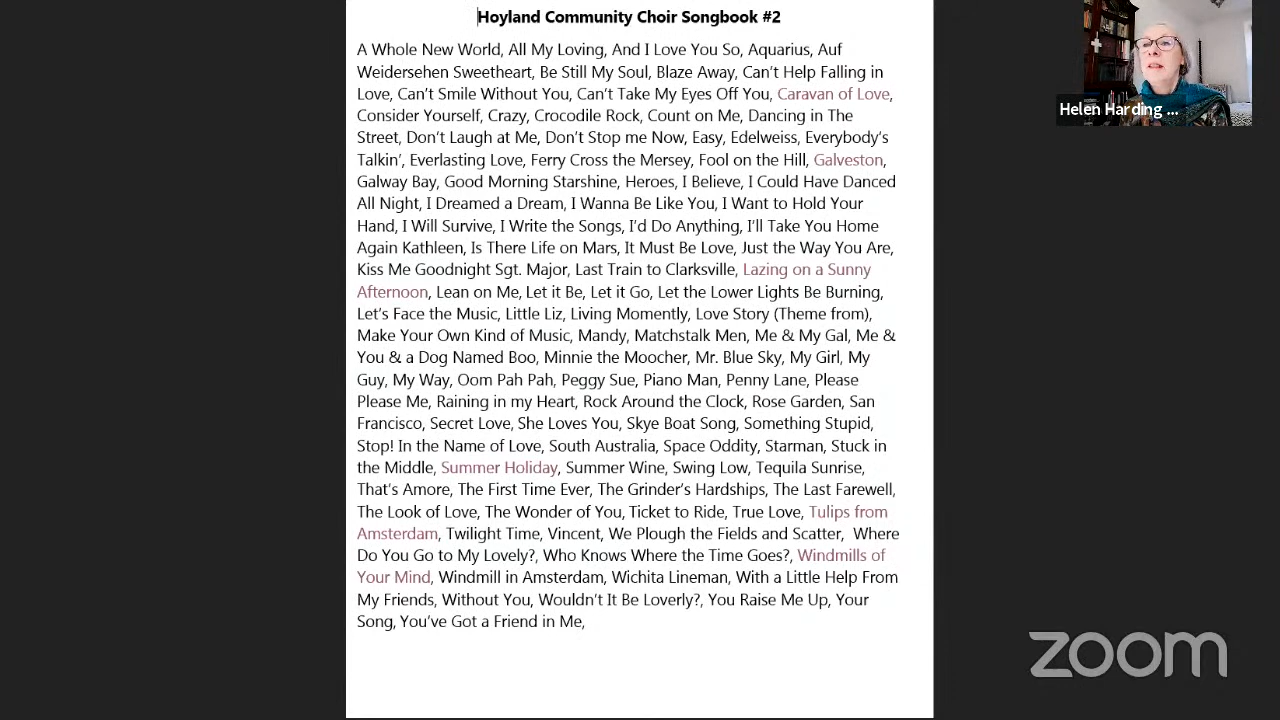 Hoyland Community Choir Songbook #2
A Whole New World, All My Loving, And I Love You So, Aquarius, Auf
Weidersehen Sweetheart, Be Still My Soul, Blaze Away, Can't Help Falling in
Love, Can't Smile Without You, Can't Take My Eyes Off You, Caravan of Love,
Consider Yourself, Crazy, Crocodile Rock, Count on Me, Dancing in The
Street, Don't Laugh at Me, Don't Stop me Now, Easy, Edelweiss, Everybody's
Talkin', Everlasting Love, Ferry Cross the Mersey, Fool on the Hill, Galveston,
Galway Bay, Good Morning Starshine, Heroes, I Believe, I Could Have Danced
All Night, I Dreamed a Dream, I Wanna Be Like You, I Want to Hold Your
Hand, I Will Survive, I Write the Songs, I'd Do Anything, I'll Take You Home
Again Kathleen, Is There Life on Mars, It Must Be Love, Just the Way You Are,
Kiss Me Goodnight Sgt. Major, Last Train to Clarksville, Lazing on a Sunny
Afternoon, Lean on Me, Let it Be, Let it Go, Let the Lower Lights Be Burning,
Let's Face the Music, Little Liz, Living Momently, Love Story (Theme from),
Make Your Own Kind of Music, Mandy, Matchstalk Men, Me & My Gal, Me &
You & a Dog Named Boo, Minnie the Moocher, Mr. Blue Sky, My Girl, My
Guy, My Way, Oom Pah Pah, Peggy Sue, Piano Man, Penny Lane, Please
Please Me, Raining in my Heart, Rock Around the Clock, Rose Garden, San
Francisco, Secret Love, She Loves You, Skye Boat Song, Something Stupid,
Stop! In the Name of Love, South Australia, Space Oddity, Starman, Stuck in
the Middle, Summer Holiday, Summer Wine, Swing Low, Tequila Sunrise,
That's Amore, The First Time Ever, The Grinder's Hardships, The Last Farewell,
The Look of Love, The Wonder of You, Ticket to Ride, True Love, Tulips from
Amsterdam, Twilight Time, Vincent, We Plough the Fields and Scatter, Where
Do You Go to My Lovely?, Who Knows Where the Time Goes?, Windmills of
Your Mind, Windmill in Amsterdam, Wichita Lineman, With a Little Help From
My Friends, Without You, Wouldn't It Be Loverly?, You Raise Me Up, Your
Song, You've Got a Friend in Me,
Helen Harding ...
zoom